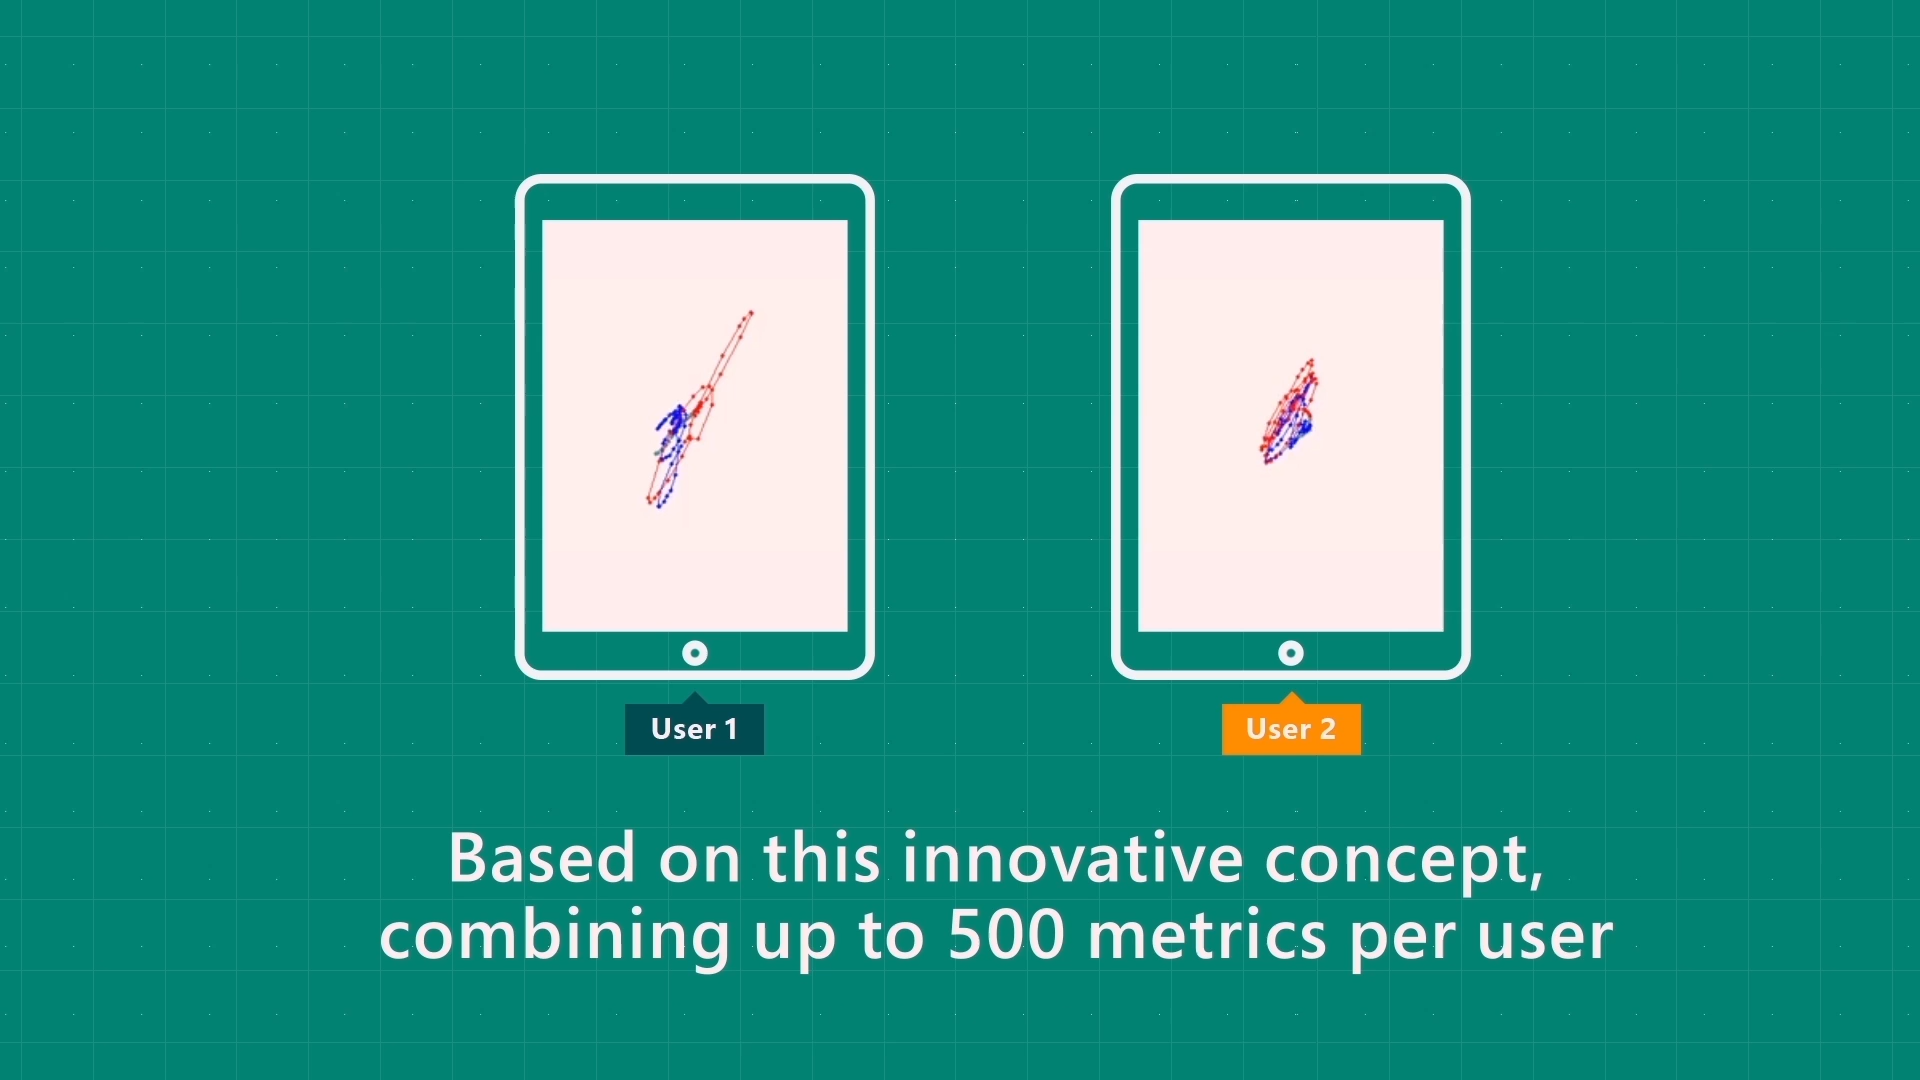 User 1
User 2
Based on this innovative concept,
combining up to 500 metrics per user